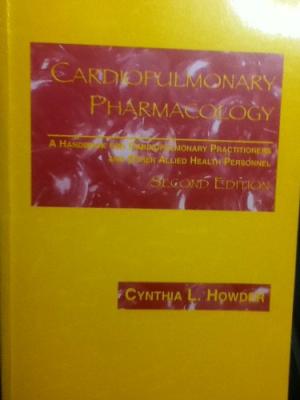 CARDIOPULMONARY
PHARMACOLOGY
A HANDBOOK FOR CARDIOPULMONARY PRACTITIONERS
AND OTHER ALLIED HEALTH PERSONNEL
SECOND EDITION
CYNTHIA L. HOWDER